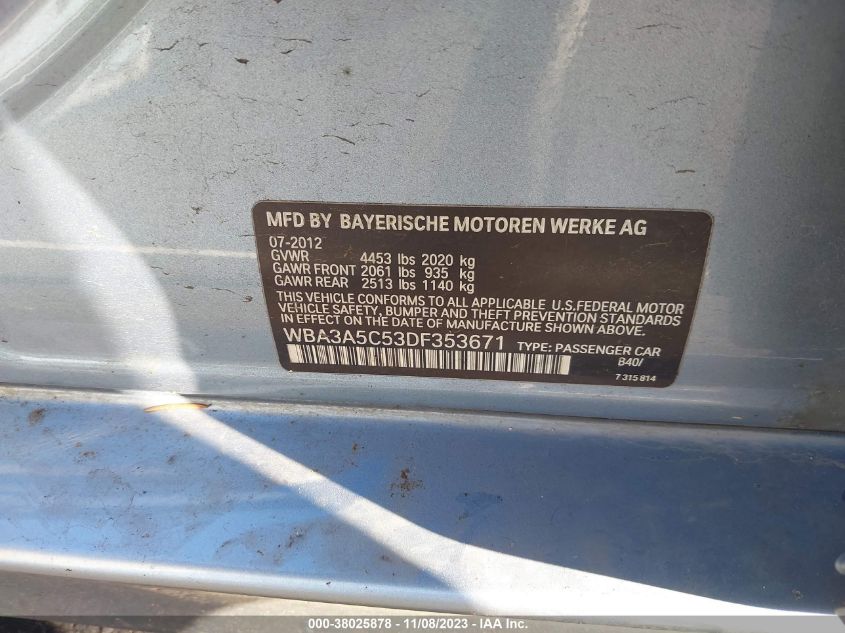 MFD BY BAYERISCHE MOTOREN WERKE AG
07-2012
GVWR 4453 lbs 2020 kg
GAWR FRONT 2061 lbs 935 kg
GAWR REAR 2513 lbs 1140 kg
THIS VEHICLE CONFORMS TO ALL APPLICABLE U.S.FEDERAL MOTOR
VEHICLE SAFETY, BUMPER AND THEFT PREVENTION STANDARDS
IN EFFECT ON THE DATE OF MANUFACTURE SHOWN ABOVE.
WBA3A5C53DF353671 TYPE: PASSENGER CAR
B40/
7 315 814
000-38025878 - 11/08/2023 - IAA, Inc.